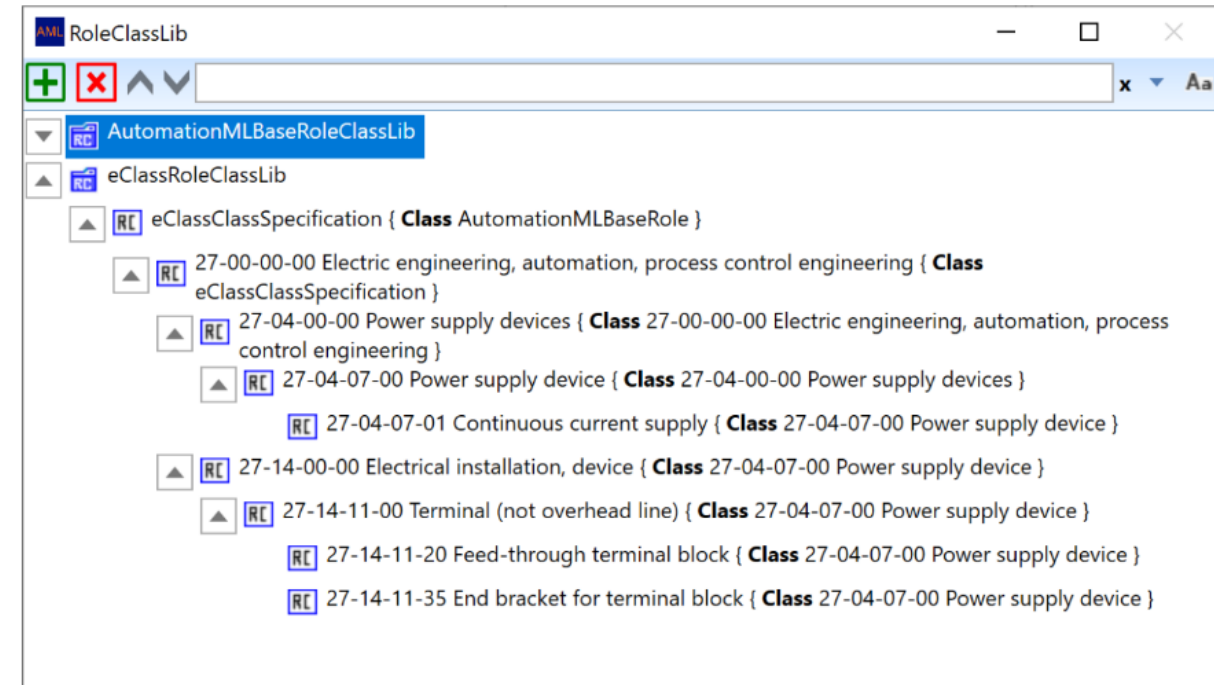 AML RoleClassLib
x Aa
RC AutomationMLBaseRoleClassLib
RC eClassRoleClassLib
RC eClassClassSpecification { Class AutomationMLBaseRole }
RC 27-00-00-00 Electric engineering, automation, process control engineering { Class
eClassClassSpecification }
RC 27-04-00-00 Power supply devices { Class 27-00-00-00 Electric engineering, automation, process
control engineering }
RC 27-04-07-00 Power supply device { Class 27-04-00-00 Power supply devices }
RC 27-04-07-01 Continuous current supply { Class 27-04-07-00 Power supply device }
RC 27-14-00-00 Electrical installation, device { Class 27-04-07-00 Power supply device }
RC 27-14-11-00 Terminal (not overhead line) { Class 27-04-07-00 Power supply device }
RC 27-14-11-20 Feed-through terminal block { Class 27-04-07-00 Power supply device }
RC 27-14-11-35 End bracket for terminal block { Class 27-04-07-00 Power supply device }